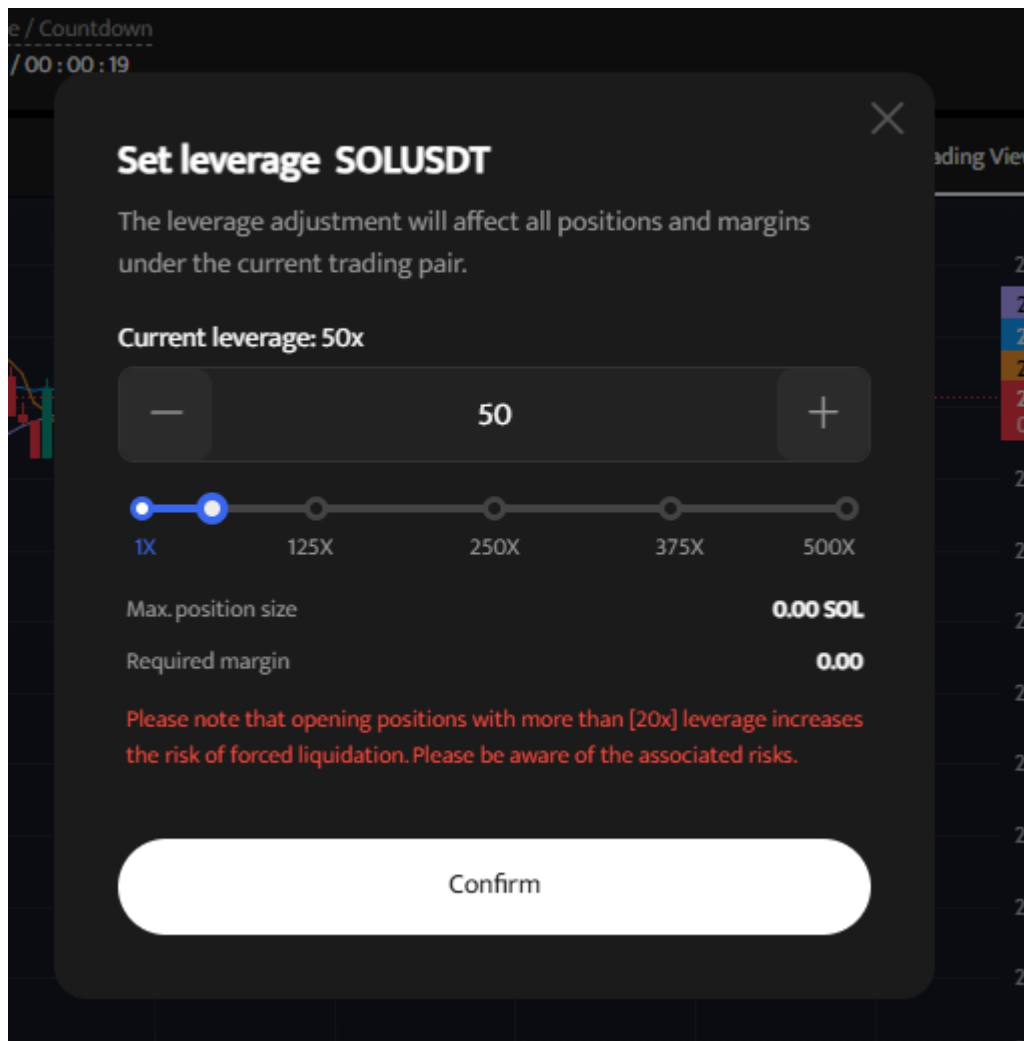 e / Countdown
/ 00:00:19
Set leverage SOLUSDT
ading Vie
The leverage adjustment will affect all positions and margins
under the current trading pair.
Current leverage: 50x
50
1X 125X 250X 375X 500X
Max. position size 0.00 SOL
Required margin 0.00
Please note that opening positions with more than [20x] leverage increases
the risk of forced liquidation. Please be aware of the associated risks.
Confirm